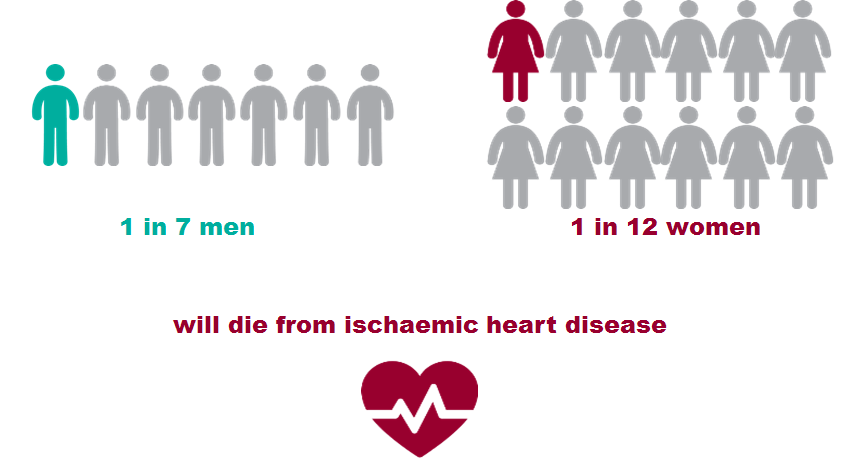 1 in 7 men
1 in 12 women
will die from ischaemic heart disease